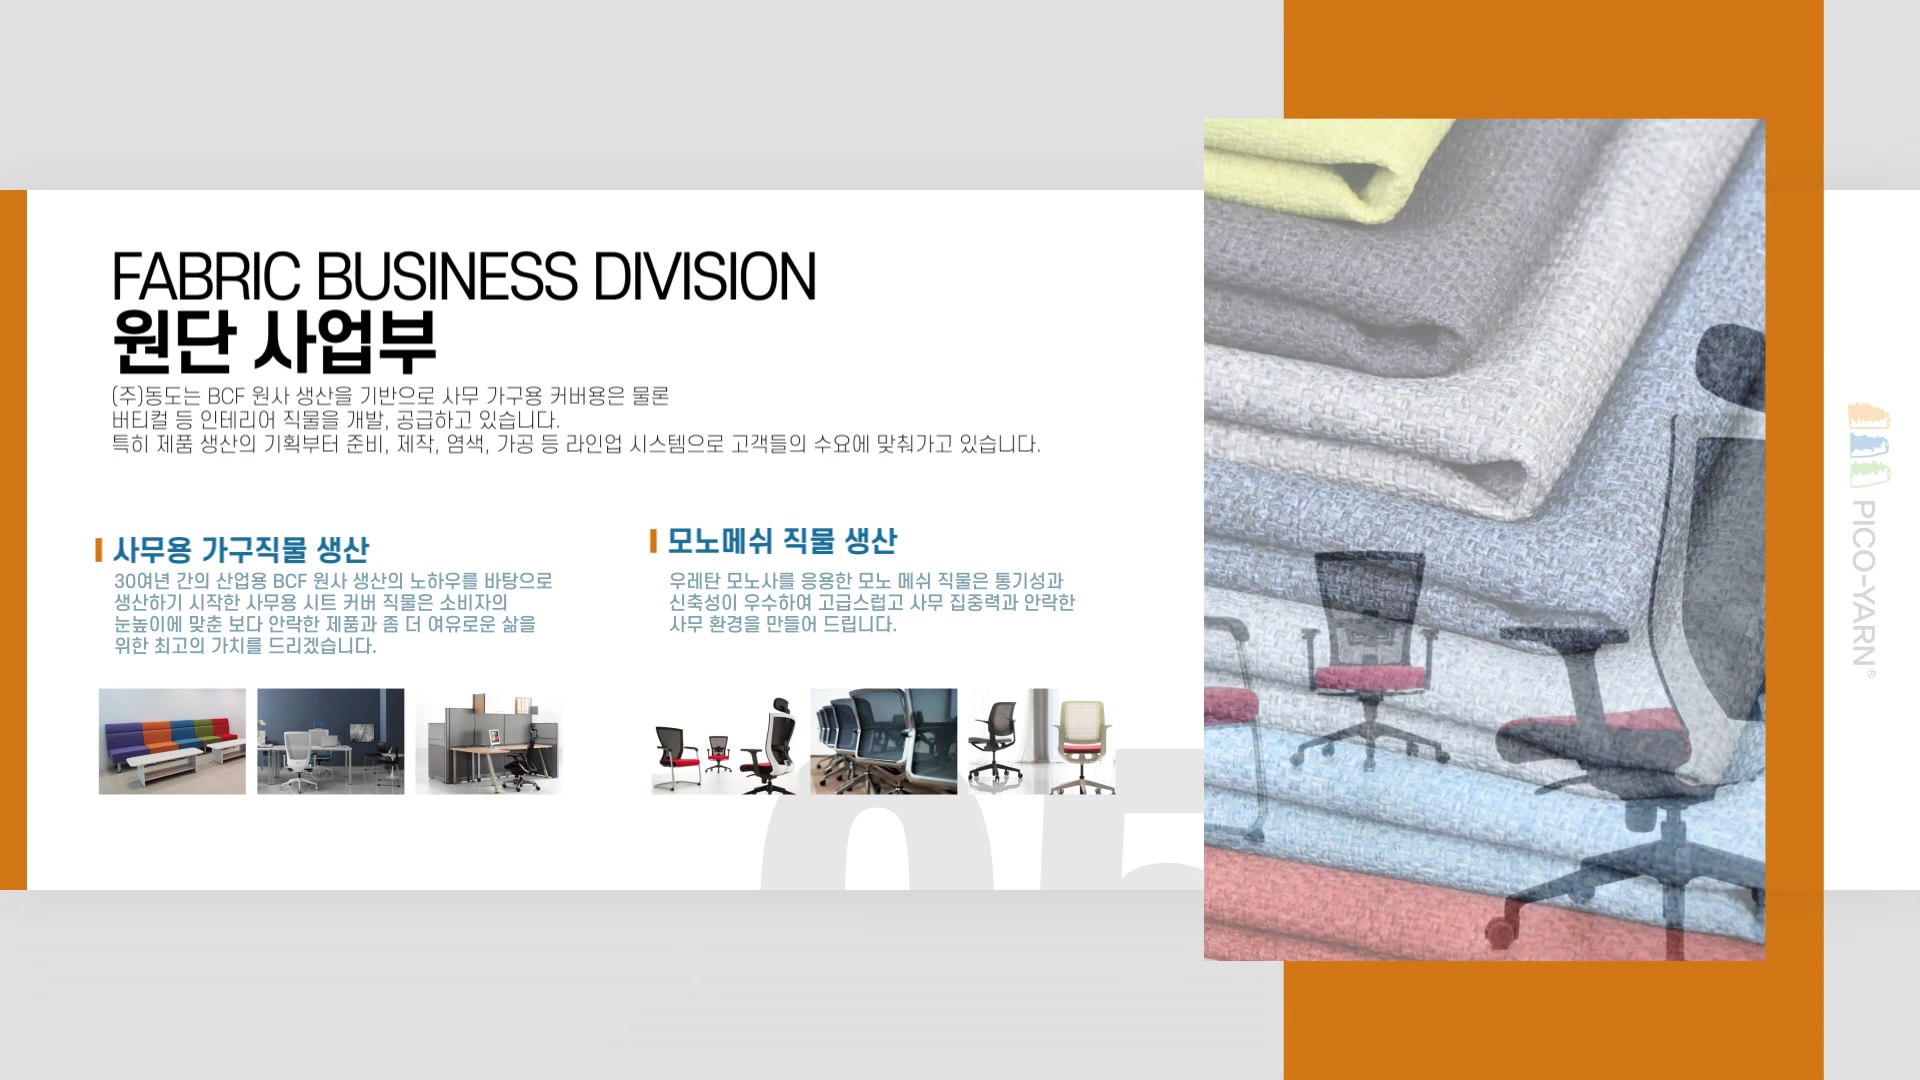 FABRIC BUSINESS DIVISION
원단 사업부
(주)동도는 BCF 원사 생산을 기반으로 사무 가구용 커버용은 물론
버티컬 등 인테리어 직물을 개발, 공급하고 있습니다.
특히 제품 생산의 기획부터 준비, 제작, 염색, 가공 등 라인업 시스템으로 고객들의 수요에 맞춰가고 있습니다.
사무용 가구직물 생산
30여년 간의 산업용 BCF 원사 생산의 노하우를 바탕으로
생산하기 시작한 사무용 시트 커버 직물은 소비자의
눈높이에 맞춘 보다 안락한 제품과 좀 더 여유로운 삶을
위한 최고의 가치를 드리겠습니다.
모노메쉬 직물 생산
우레탄 모노사를 응용한 모노 메쉬 직물은 통기성과
신축성이 우수하여 고급스럽고 사무 집중력과 안락한
사무 환경을 만들어 드립니다.
05
PICO-YARN®